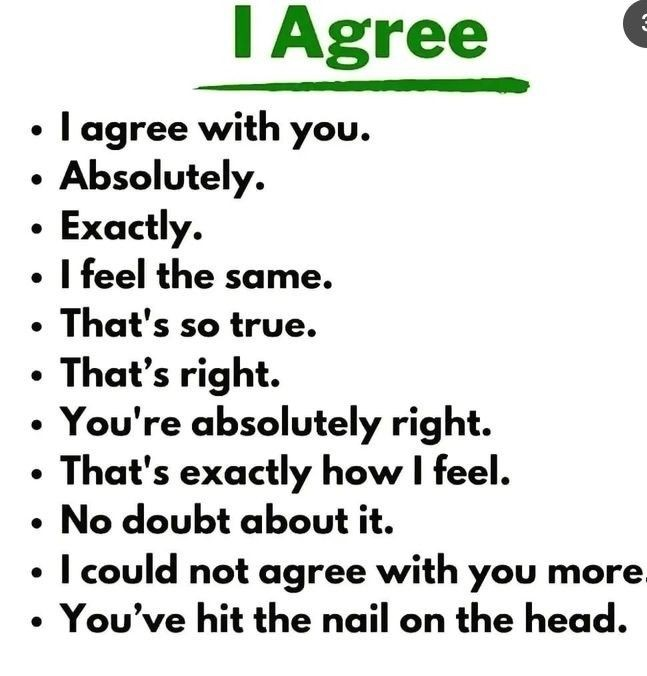 I Agree
• I agree with you.
• Absolutely.
• Exactly.
• I feel the same.
• That's so true.
• That’s right.
• You're absolutely right.
• That's exactly how I feel.
• No doubt about it.
• I could not agree with you more.
• You’ve hit the nail on the head.